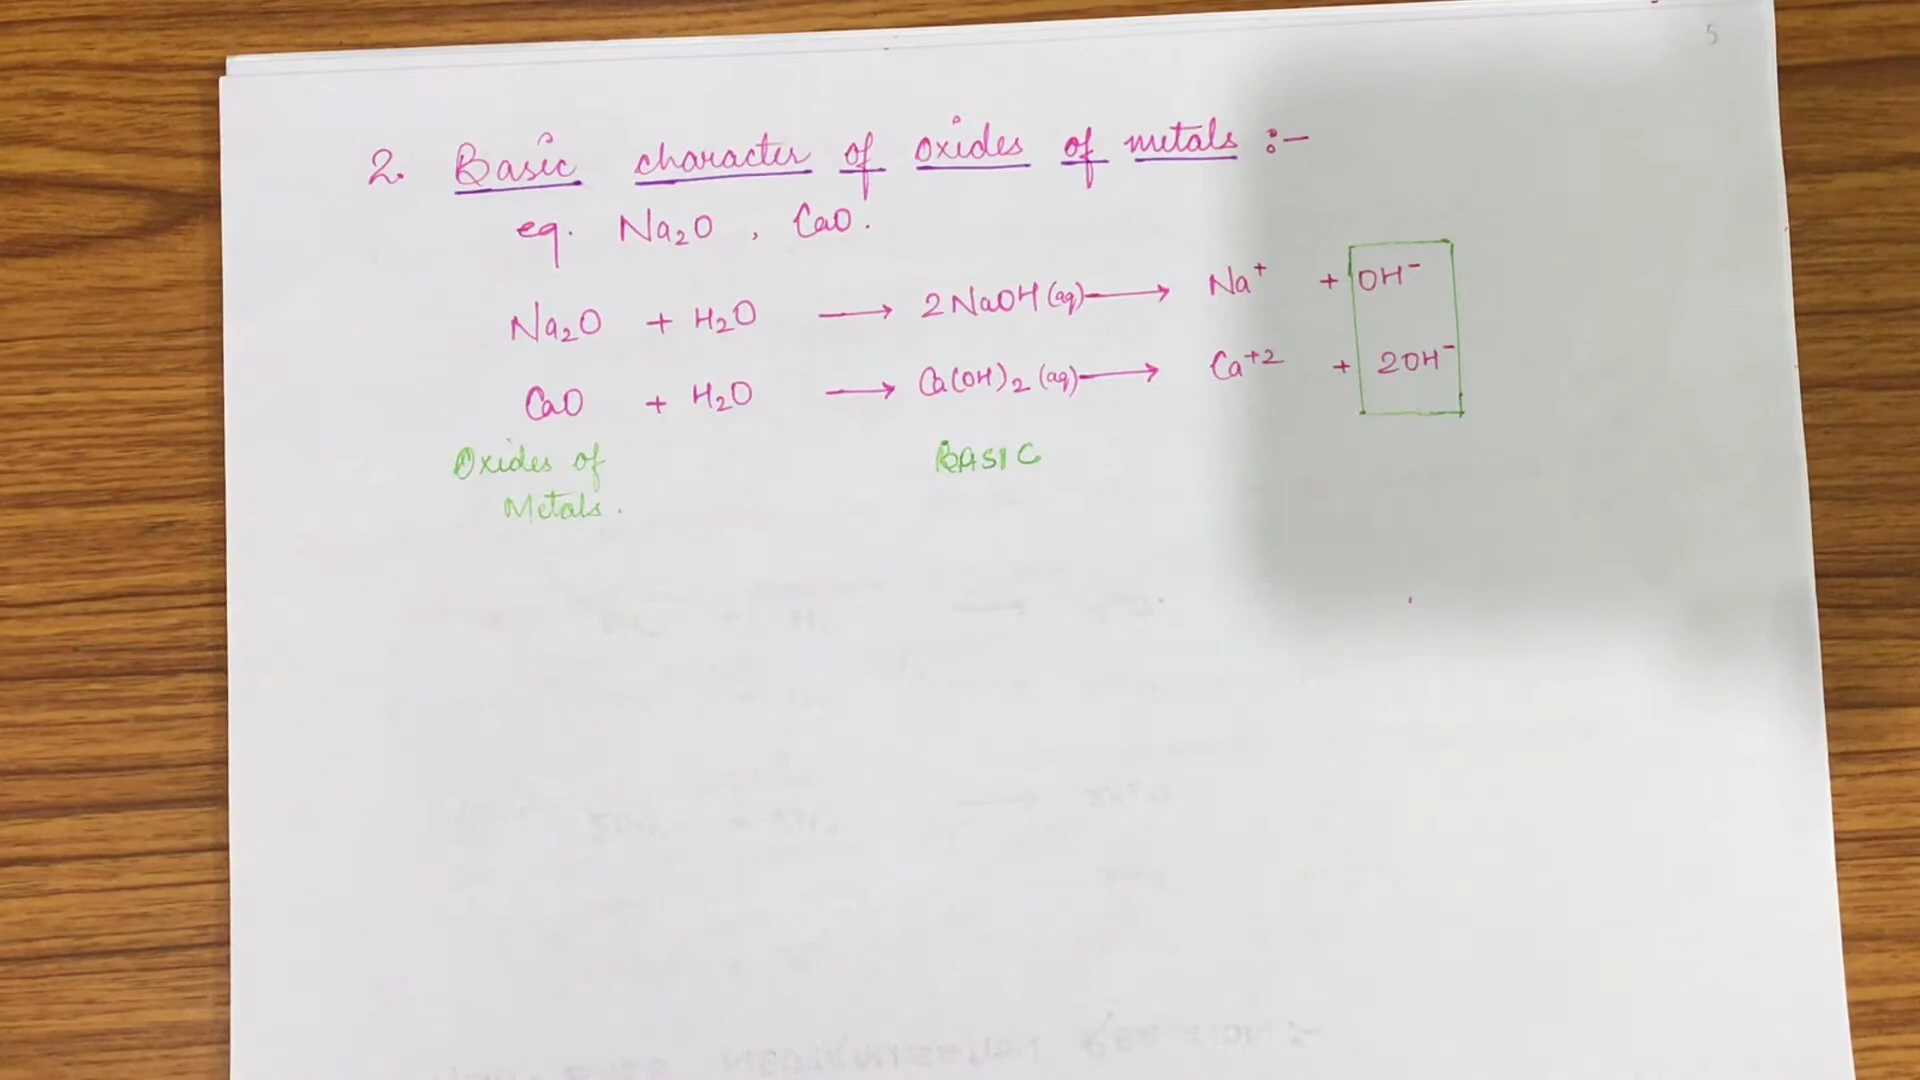 5
2. Basic character of oxides of metals :-
eg. Na₂O , CaO.
Na₂O + H₂O → 2NaOH (aq) → Na⁺ + OH⁻
CaO + H₂O → Ca(OH)₂ (aq) → Ca⁺² + 2OH⁻
Oxides of BASIC
Metals.